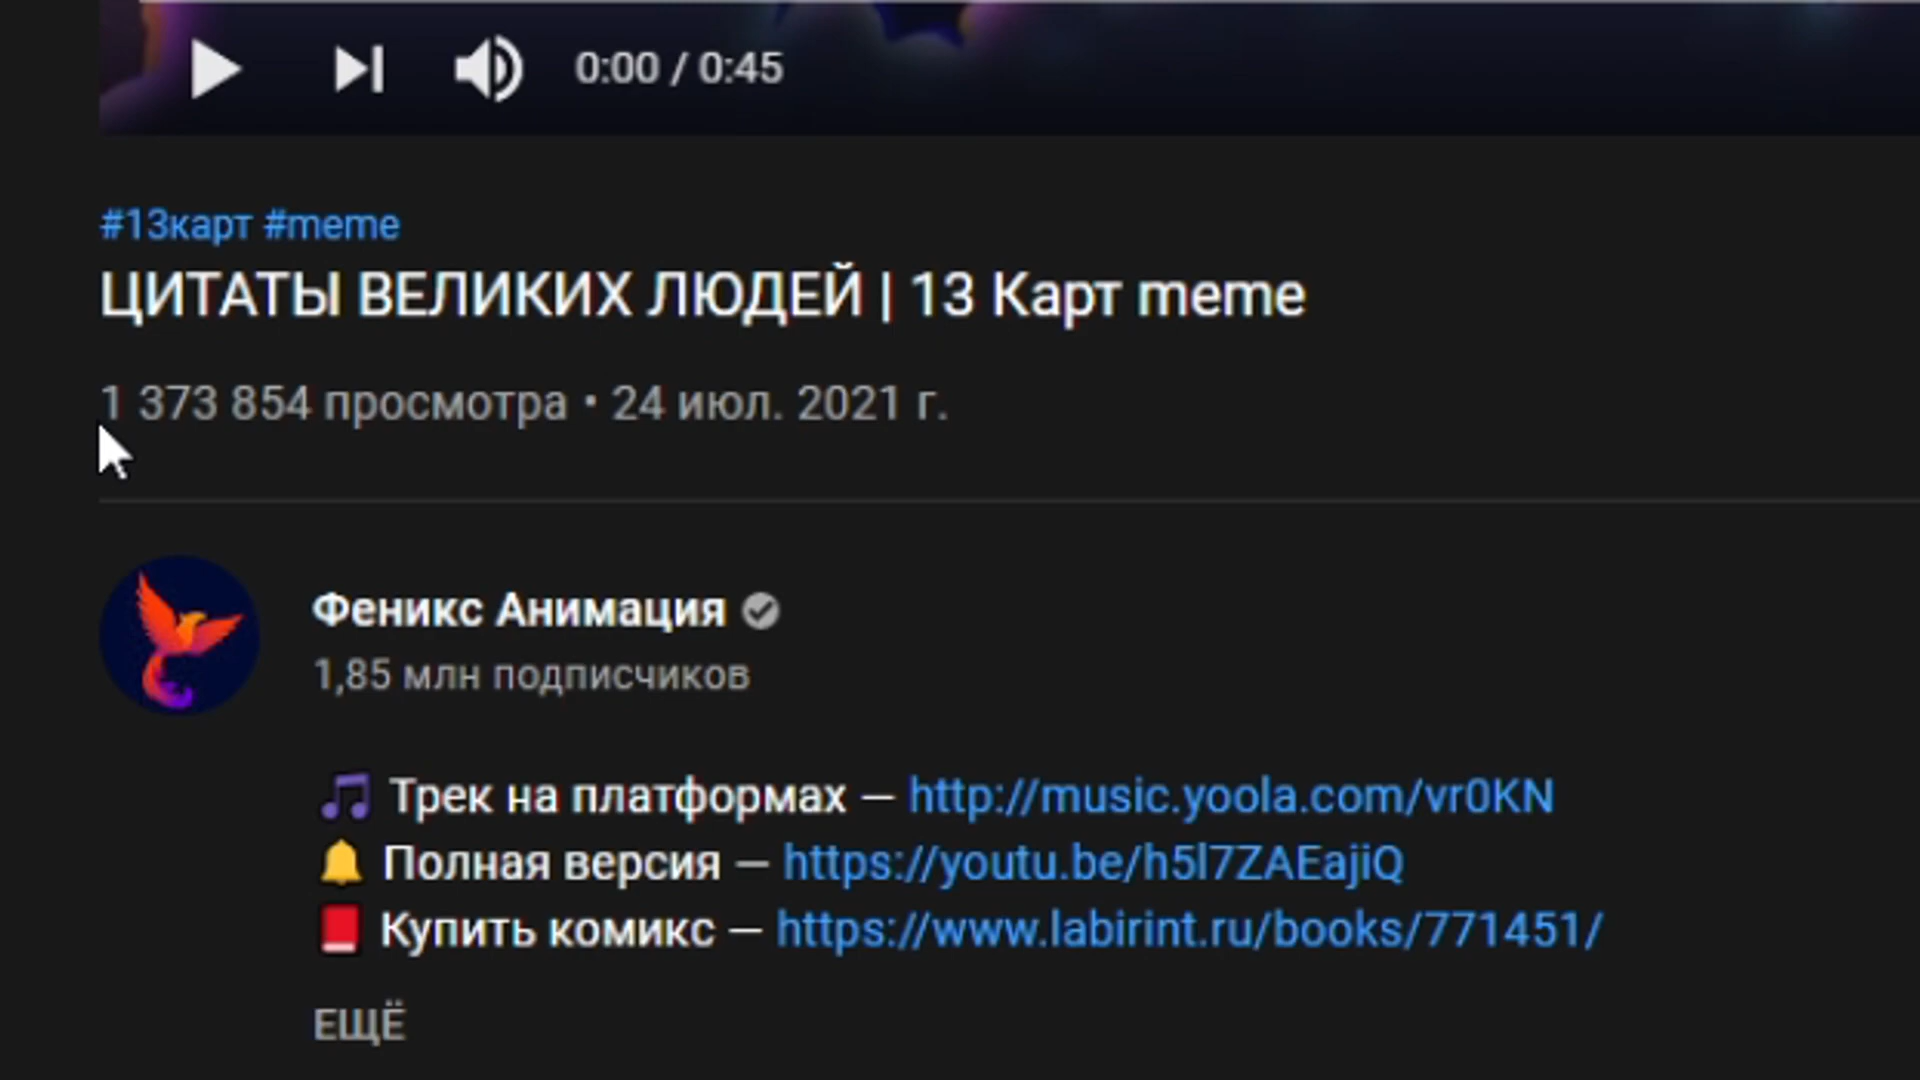 0:00 / 0:45
#13карт #meme
ЦИТАТЫ ВЕЛИКИХ ЛЮДЕЙ | 13 Карт meme
1 373 854 просмотра • 24 июл. 2021 г.
Феникс Анимация
1,85 млн подписчиков
Трек на платформах — http://music.yoola.com/vr0KN
Полная версия — https://youtu.be/h5l7ZAEajiQ
Купить комикс — https://www.labirint.ru/books/771451/
ЕЩЁ